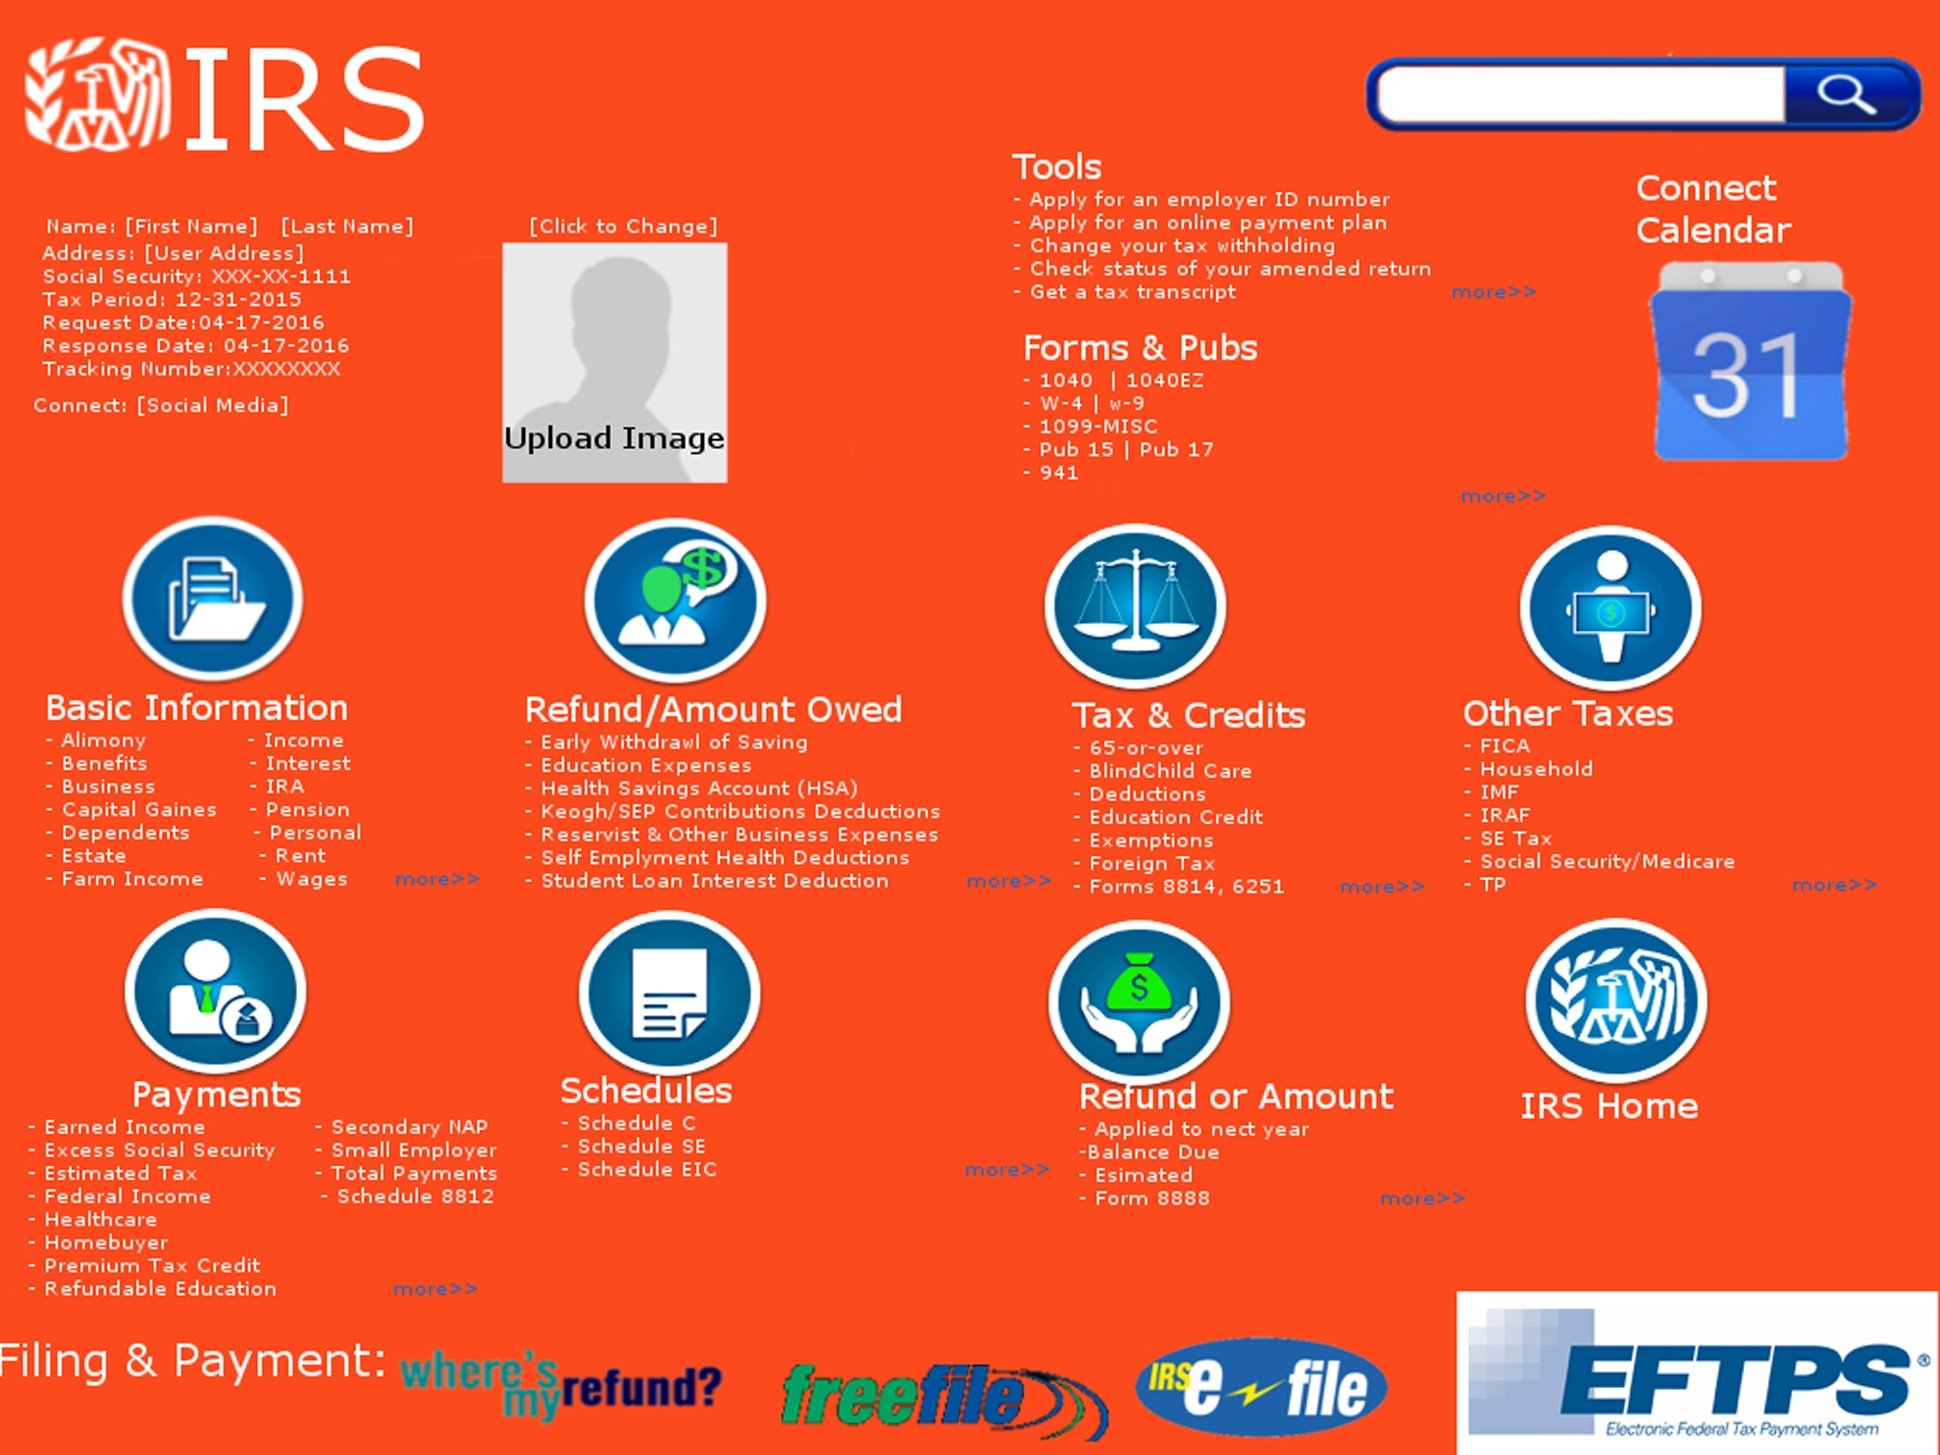 IRS
Name: [First Name] [Last Name]
Address: [User Address]
Social Security: XXX-XX-1111
Tax Period: 12-31-2015
Request Date:04-17-2016
Response Date: 04-17-2016
Tracking Number:XXXXXXXX
Connect: [Social Media]
[Click to Change]
Upload Image
Tools
- Apply for an employer ID number
- Apply for an online payment plan
- Change your tax withholding
- Check status of your amended return
- Get a tax transcript
more>>
Forms & Pubs
- 1040 | 1040EZ
- W-4 | w-9
- 1099-MISC
- Pub 15 | Pub 17
- 941
more>>
Connect
Calendar
31
Basic Information
- Alimony
- Benefits
- Business
- Capital Gaines
- Dependents
- Estate
- Farm Income
- Income
- Interest
- IRA
- Pension
- Personal
- Rent
- Wages
more>>
$
Refund/Amount Owed
- Early Withdrawl of Saving
- Education Expenses
- Health Savings Account (HSA)
- Keogh/SEP Contributions Decductions
- Reservist & Other Business Expenses
- Self Emplyment Health Deductions
- Student Loan Interest Deduction
more>>
Tax & Credits
- 65-or-over
- BlindChild Care
- Deductions
- Education Credit
- Exemptions
- Foreign Tax
- Forms 8814, 6251
more>>
$
Other Taxes
- FICA
- Household
- IMF
- IRAF
- SE Tax
- Social Security/Medicare
- TP
more>>
Payments
- Earned Income
- Excess Social Security
- Estimated Tax
- Federal Income
- Healthcare
- Homebuyer
- Premium Tax Credit
- Refundable Education
- Secondary NAP
- Small Employer
- Total Payments
- Schedule 8812
more>>
Schedules
- Schedule C
- Schedule SE
- Schedule EIC
more>>
$
Refund or Amount
- Applied to nect year
-Balance Due
- Esimated
- Form 8888
more>>
IRS Home
Filing & Payment:
where's
my refund?
freefile
IRS e file
EFTPS®
Electronic Federal Tax Payment System